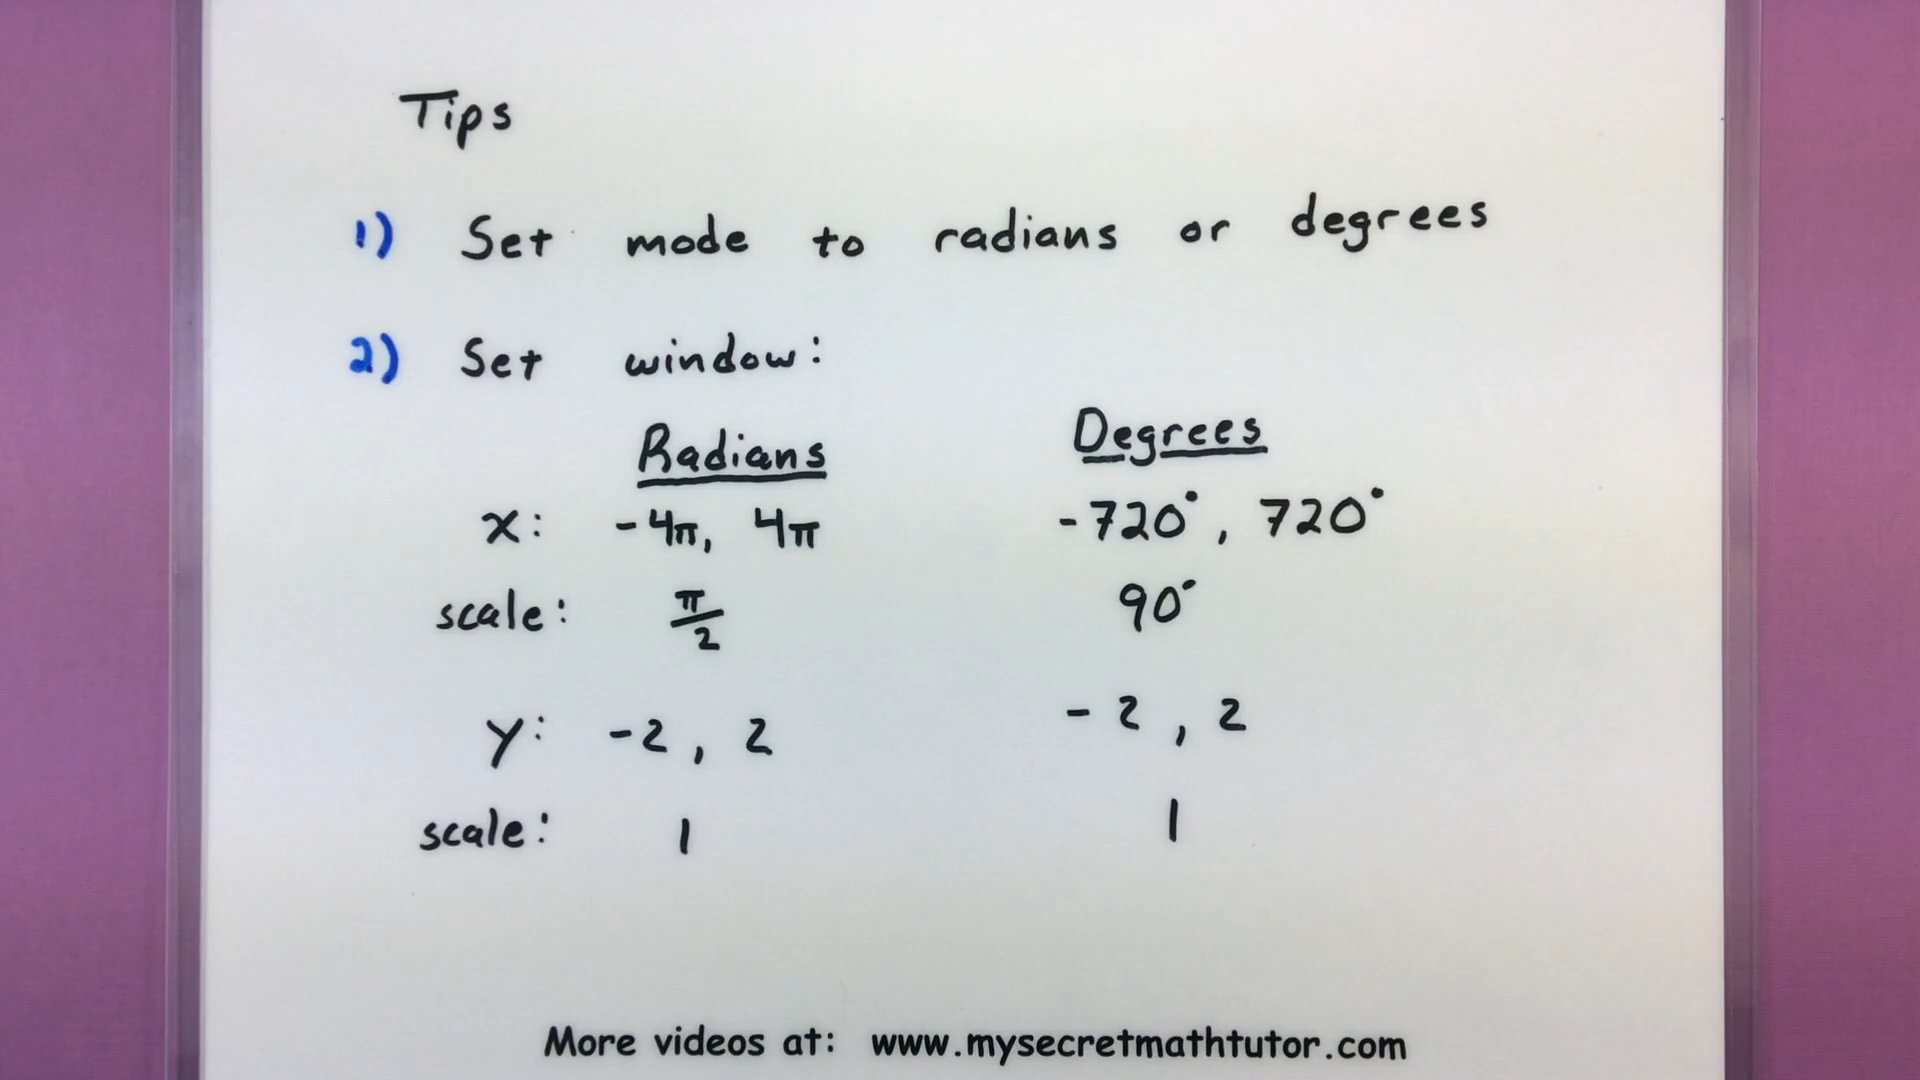 Tips
1) Set mode to radians or degrees
2) Set window:
Radians Degrees
x: -4π, 4π -720°, 720°
scale: π/2 90°
y: -2, 2 -2, 2
scale: 1 1
More videos at: www.mysecretmathtutor.com